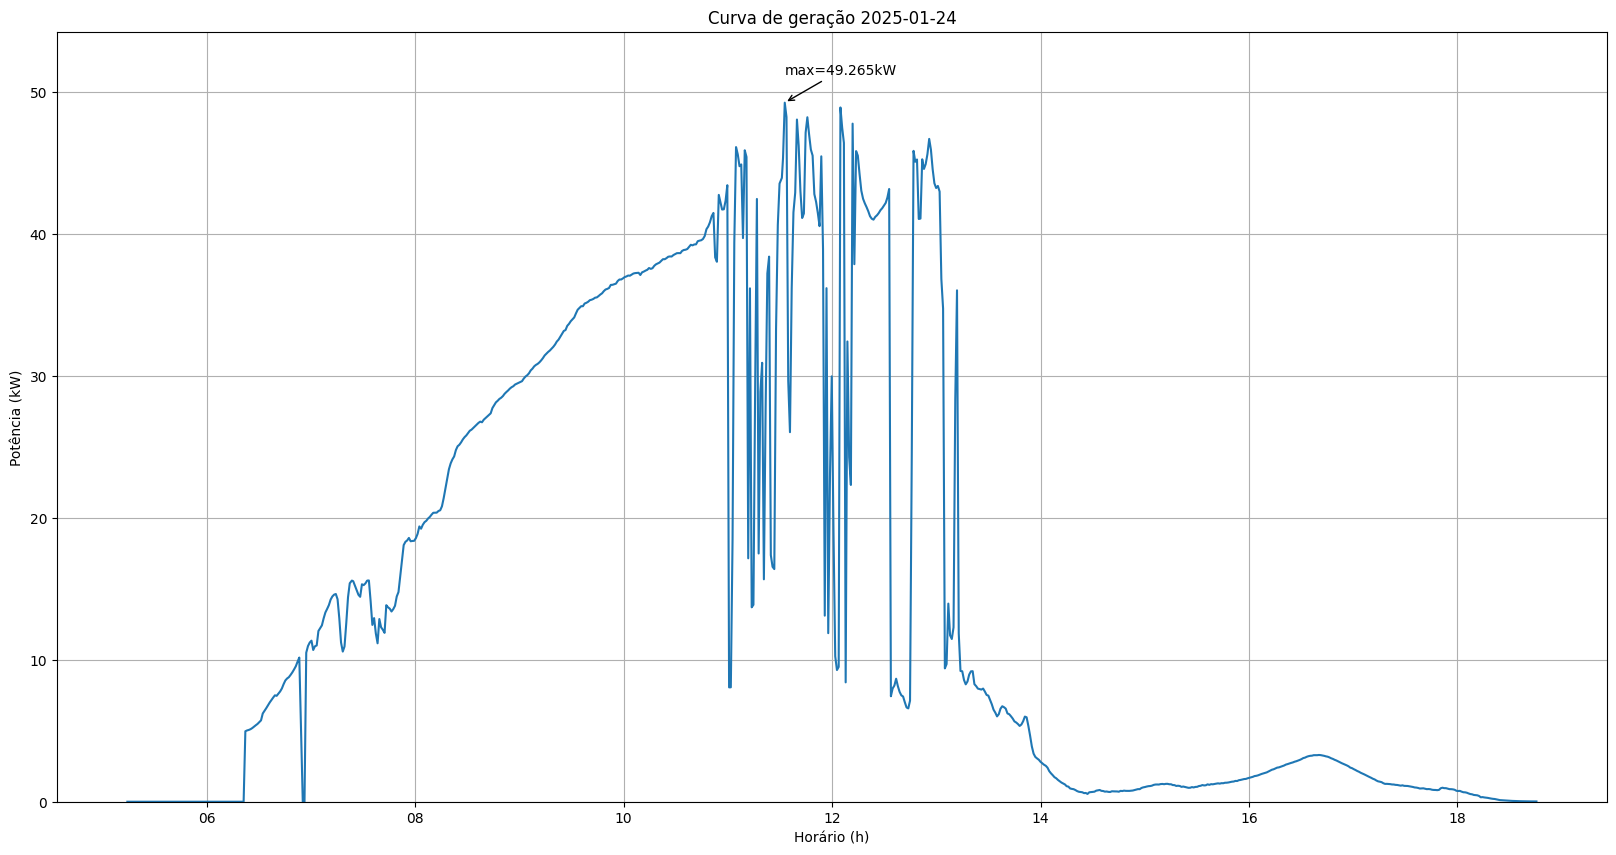 Curva de geração 2025-01-24
max=49.265kW
Potência (kW)
50
40
30
20
10
0
06 08 10 12 14 16 18
Horário (h)